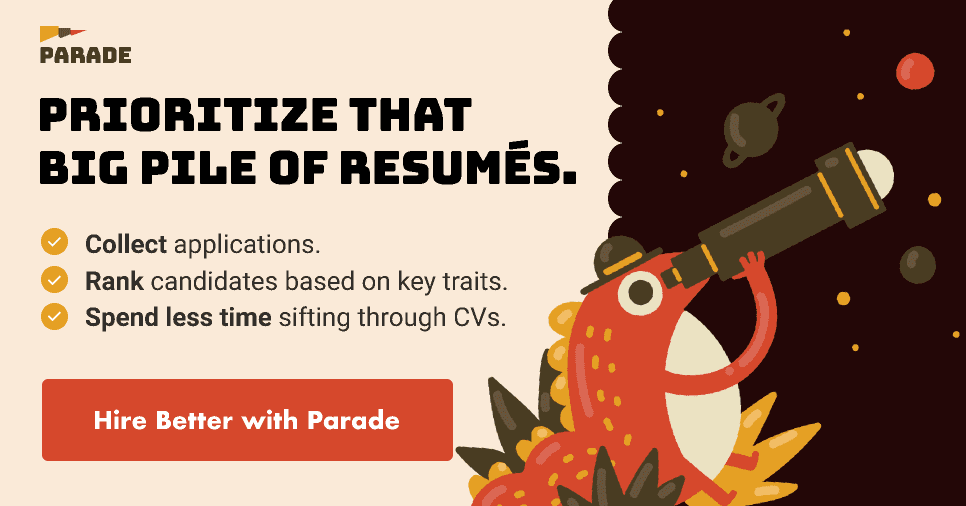 PARADE
PRIORITIZE THAT
BIG PILE OF RESUMÉS.
Collect applications.
Rank candidates based on key traits.
Spend less time sifting through CVs.
Hire Better with Parade